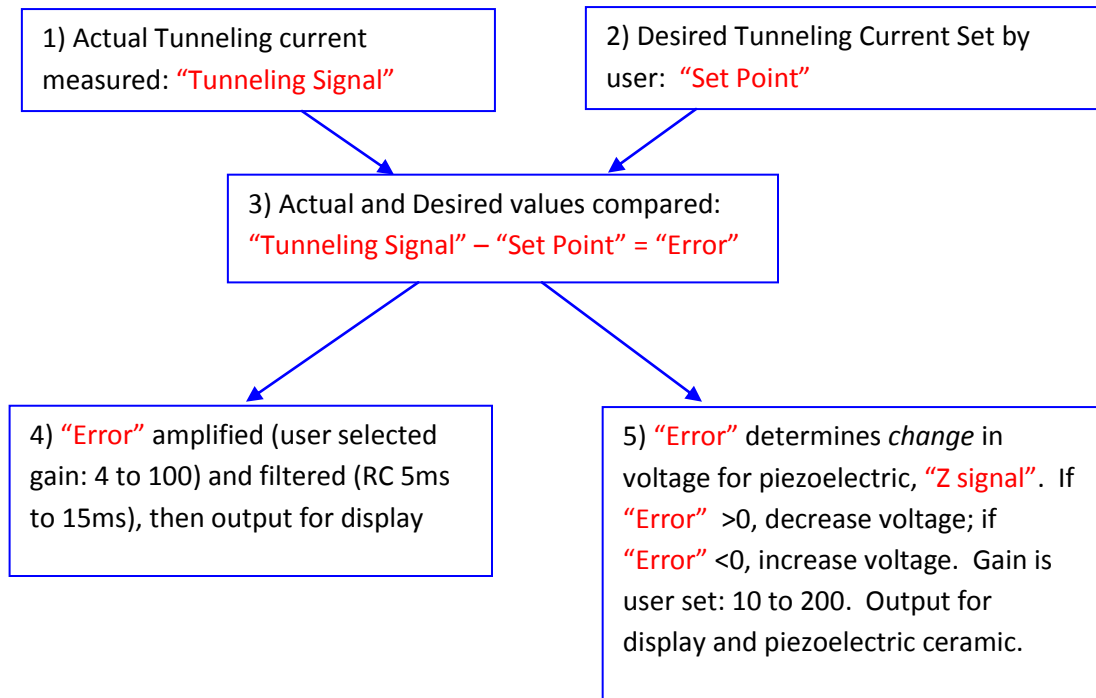 1) Actual Tunneling current
measured: “Tunneling Signal”
2) Desired Tunneling Current Set by
user: “Set Point”
3) Actual and Desired values compared:
“Tunneling Signal” – “Set Point” = “Error”
4) “Error” amplified (user selected
gain: 4 to 100) and filtered (RC 5ms
to 15ms), then output for display
5) “Error” determines change in
voltage for piezoelectric, “Z signal”. If
“Error” >0, decrease voltage; if
“Error” <0, increase voltage. Gain is
user set: 10 to 200. Output for
display and piezoelectric ceramic.